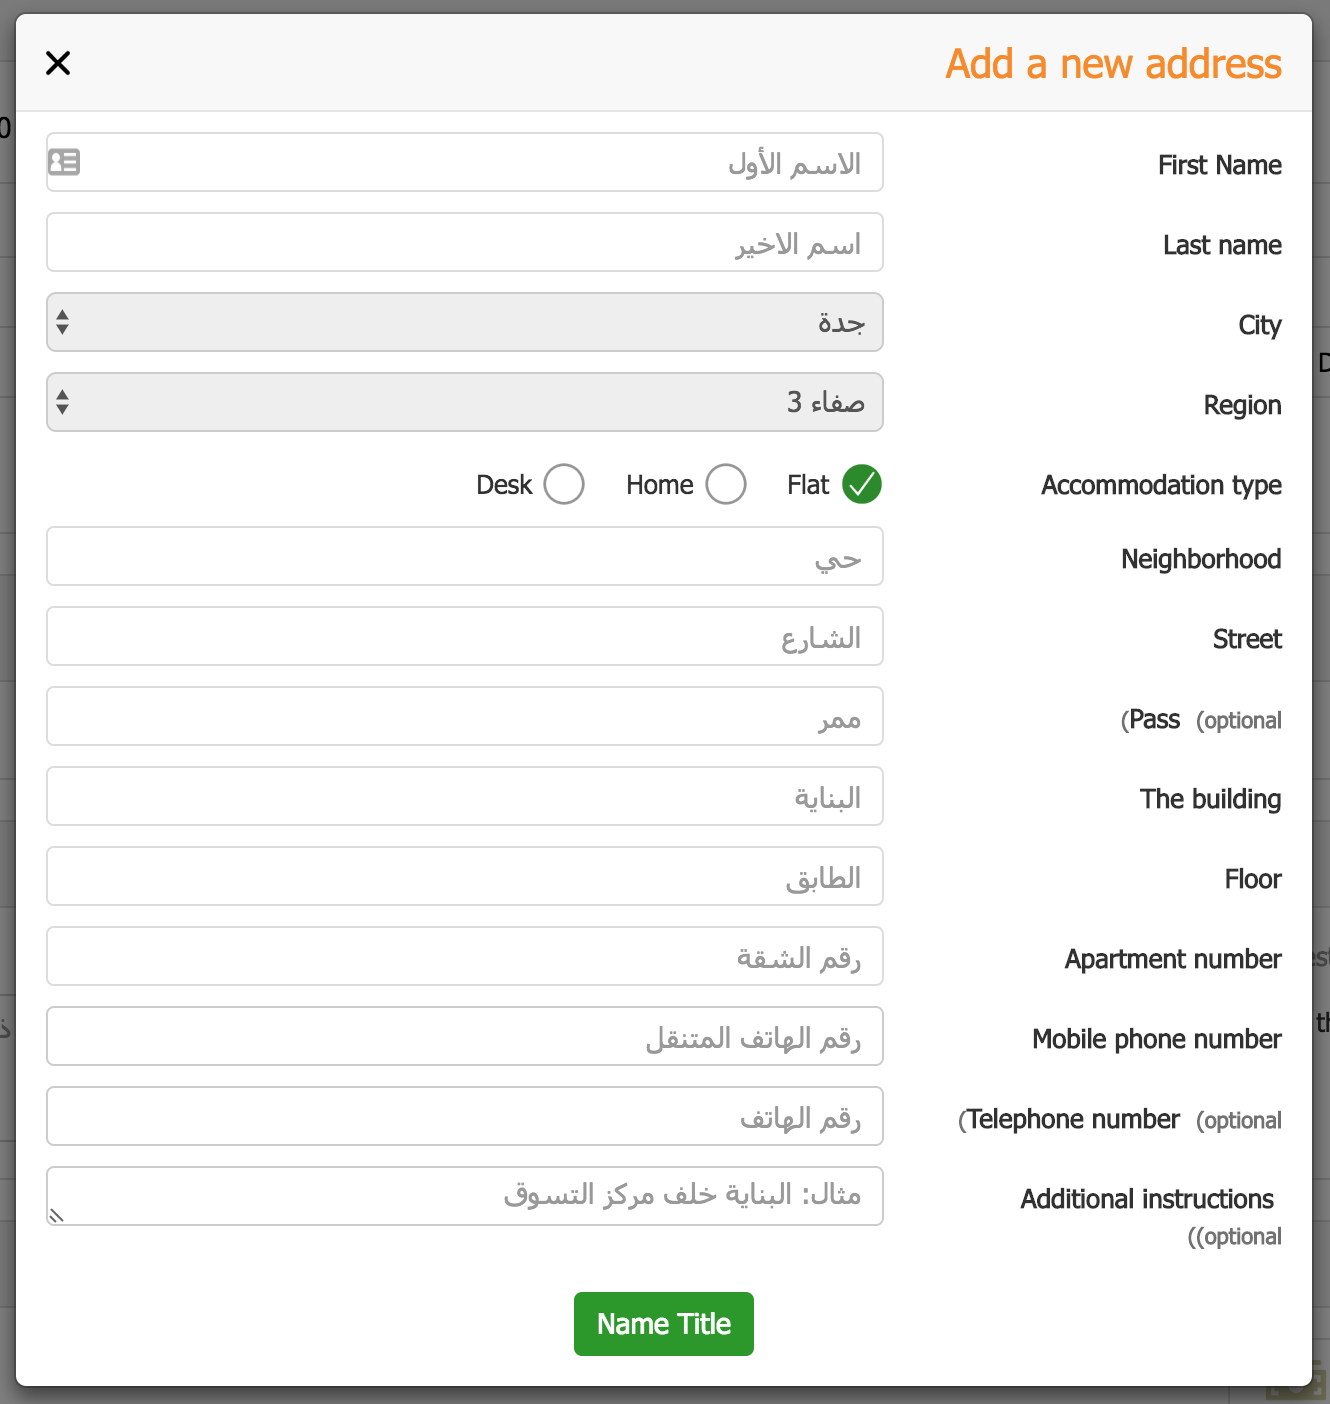 Add a new address
First Name
الاسم الأول
Last name
اسم الاخير
City
جدة
Region
صفاء 3
Accommodation type
Flat
Home
Desk
Neighborhood
حي
Street
الشارع
(Pass (optional
ممر
The building
البناية
Floor
الطابق
Apartment number
رقم الشقة
Mobile phone number
رقم الهاتف المتنقل
(Telephone number (optional
رقم الهاتف
Additional instructions
((optional
مثال: البناية خلف مركز التسوق
Name Title